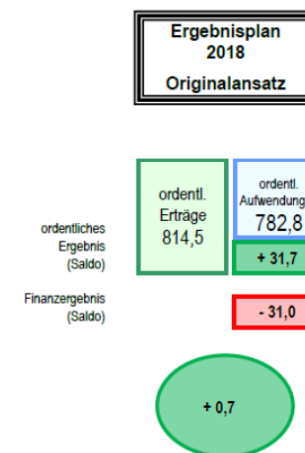 Ergebnisplan
2018
Originalansatz
ordentl.
Erträge
814,5
ordentl.
Aufwendung
782,8
ordentliches
Ergebnis
(Saldo)
+ 31,7
Finanzergebnis
(Saldo)
- 31,0
+ 0,7